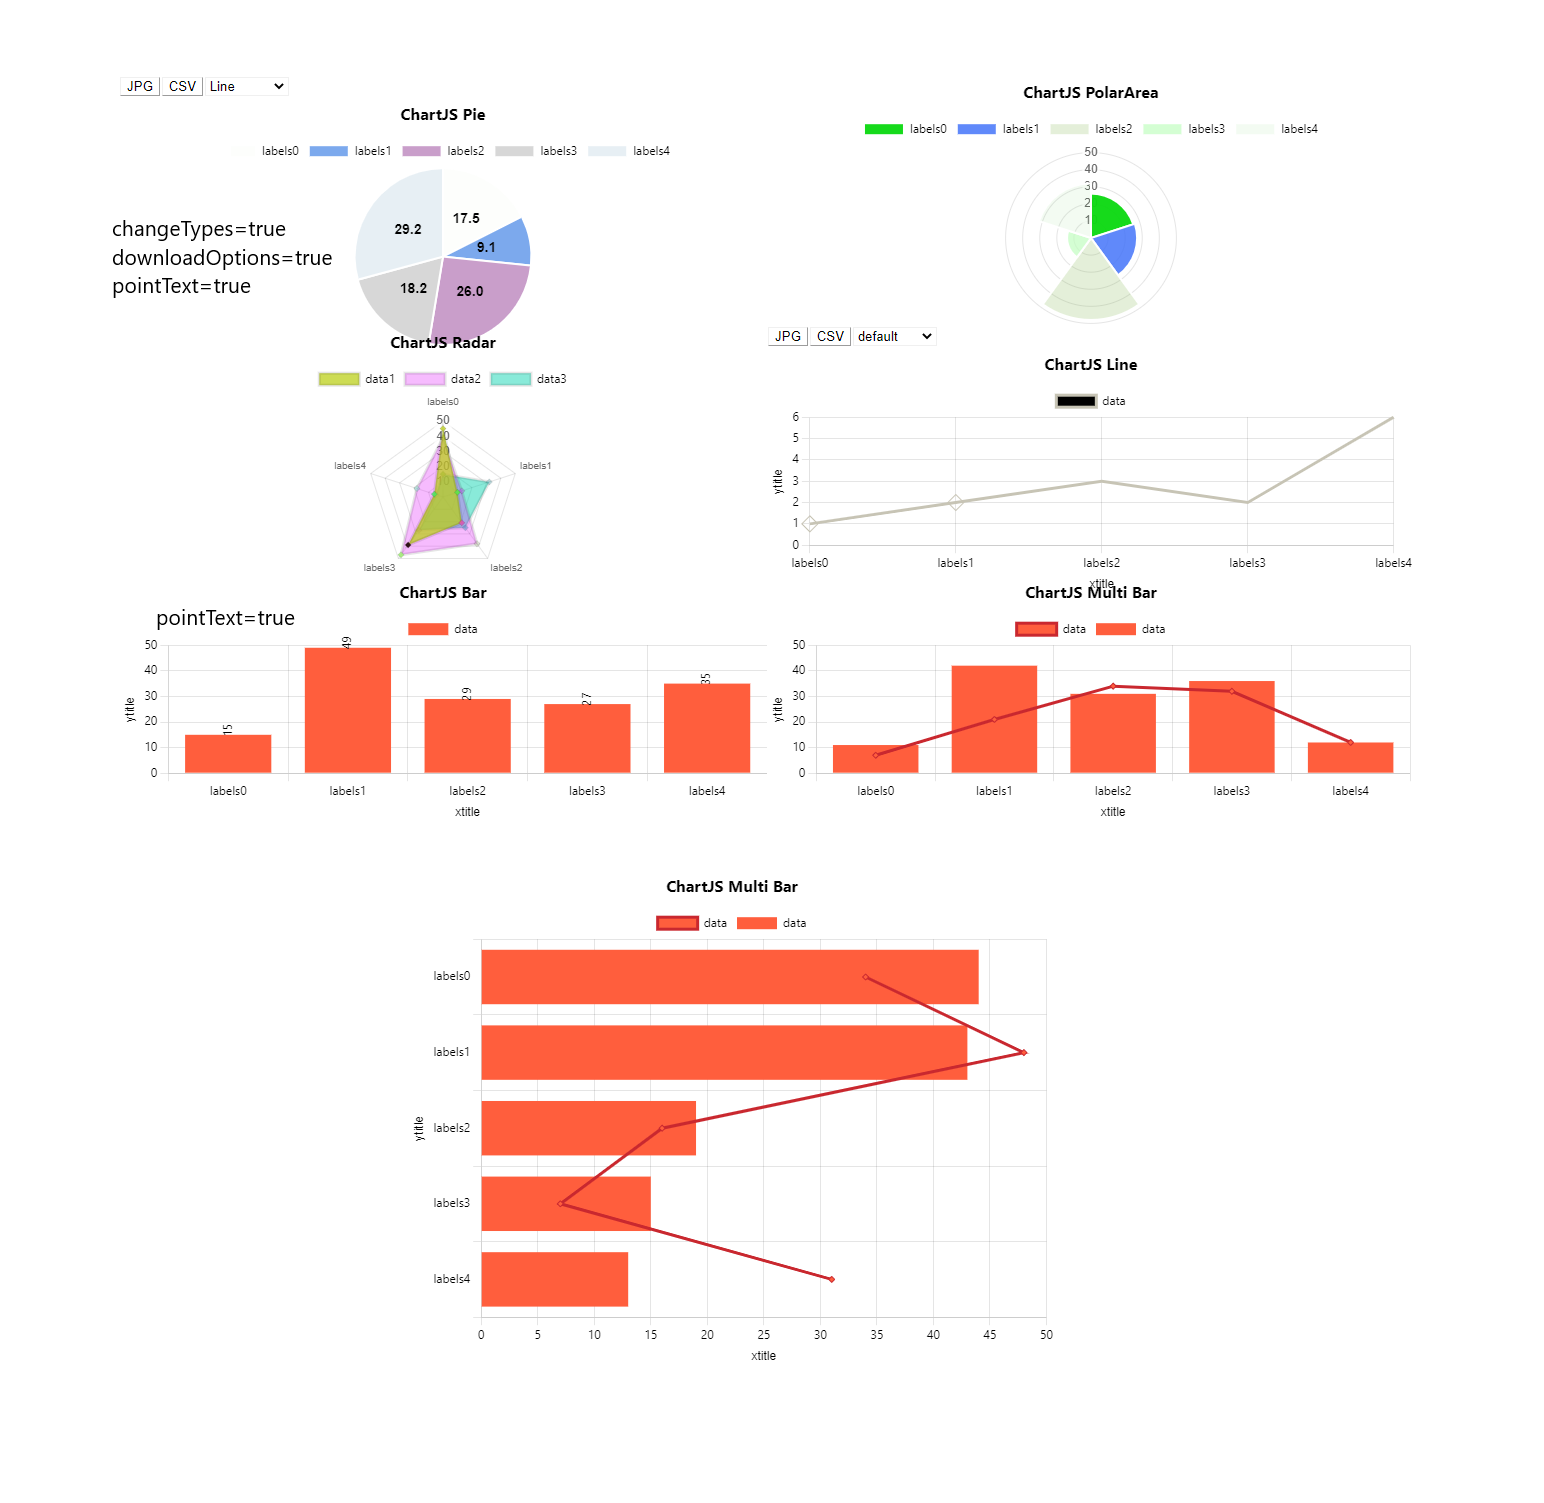 JPG CSV Line
ChartJS Pie
labels0 labels1 labels2 labels3 labels4
17.5
29.2
9.1
18.2
26.0
changeTypes=true
downloadOptions=true
pointText=true
ChartJS PolarArea
labels0 labels1 labels2 labels3 labels4
50
40
30
2
1
ChartJS Radar
data1 data2 data3
labels0
50
40
30
20
10
labels4 labels1
labels3 labels2
JPG CSV default
ChartJS Line
data
6
5
4
3
2
1
0
ytitle
labels0 labels1 labels2 labels3 labels4
xtitle
ChartJS Bar
pointText=true
data
50
40
30
20
10
0
ytitle
15 49 29 27 35
labels0 labels1 labels2 labels3 labels4
xtitle
ChartJS Multi Bar
data data
50
40
30
20
10
0
ytitle
labels0 labels1 labels2 labels3 labels4
xtitle
ChartJS Multi Bar
data data
labels0
labels1
labels2
labels3
labels4
ytitle
0 5 10 15 20 25 30 35 40 45 50
xtitle